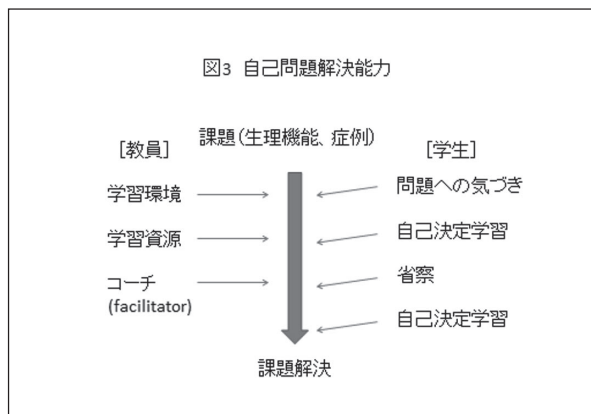 図3 自己問題解決能力
課題(生理機能、症例)
[教員]
[学生]
学習環境
問題への気づき
学習資源
自己決定学習
コーチ
(facilitator)
省察
自己決定学習
課題解決